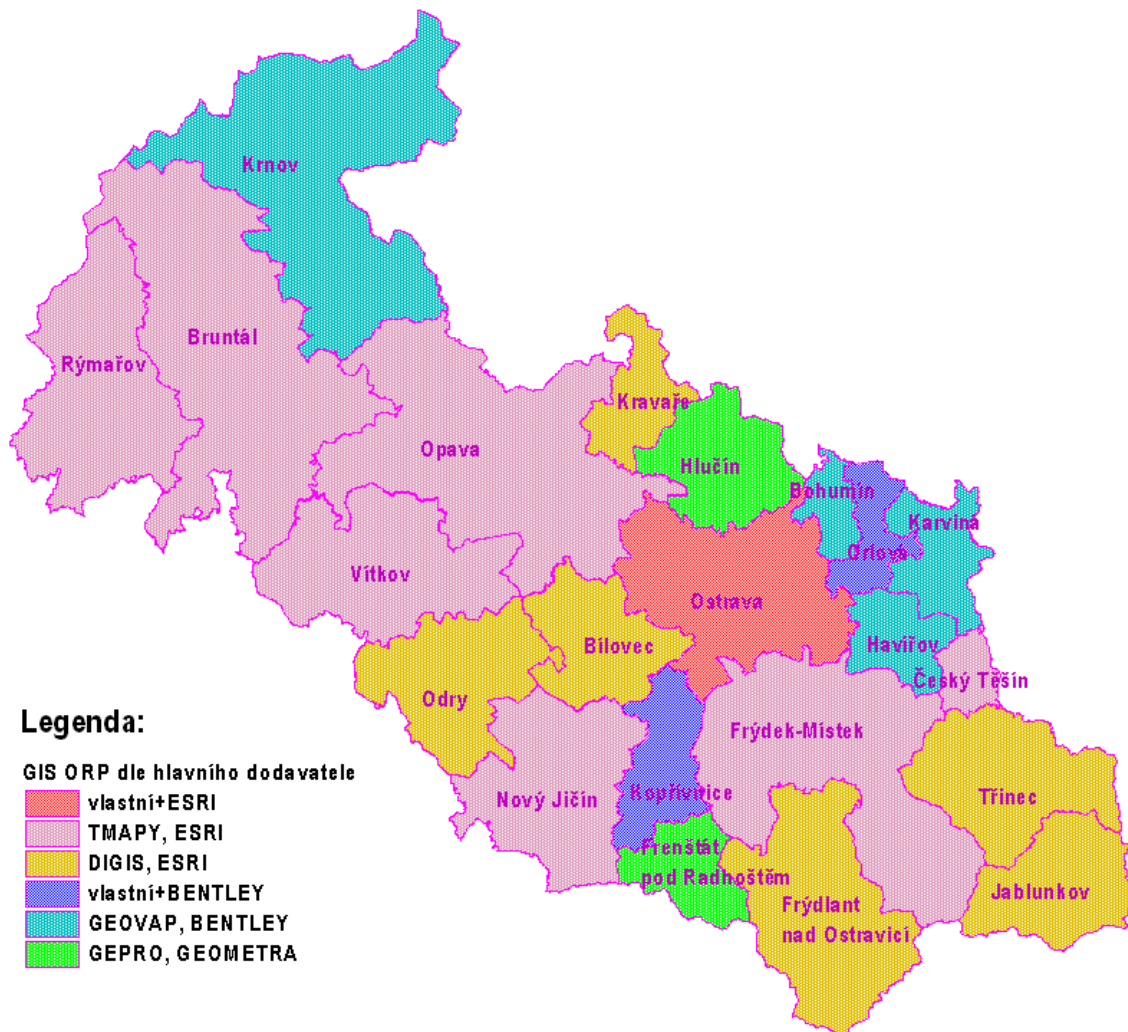 Krnov
Bruntál
Rýmařov
Kravaře
Opava
Hlučín
Bohumín
Karvina
Orlová
Vítkov
Ostrava
Bílovec
Havířov
Český Těšín
Odry
Frýdek-Místek
Nový Jičín
Kopřivnice
Třinec
Frenštát
pod Radhoštěm
Jablunkov
Frýdlant
nad Ostravicí
Legenda:
GIS ORP dle hlavního dodavatele
vlastní+ESRI
TMAPY, ESRI
DIGIS, ESRI
vlastní+BENTLEY
GEOVAP, BENTLEY
GEPRO, GEOMETRA